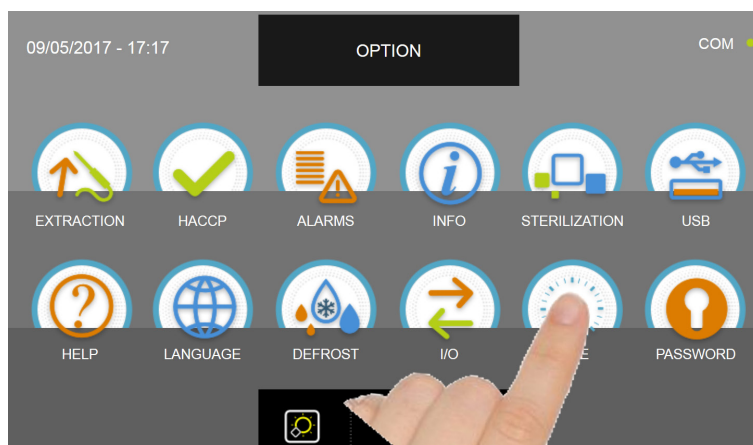 09/05/2017 - 17:17
OPTION
COM
EXTRACTION
HACCP
ALARMS
INFO
STERILIZATION
USB
HELP
LANGUAGE
DEFROST
I/O
PASSWORD